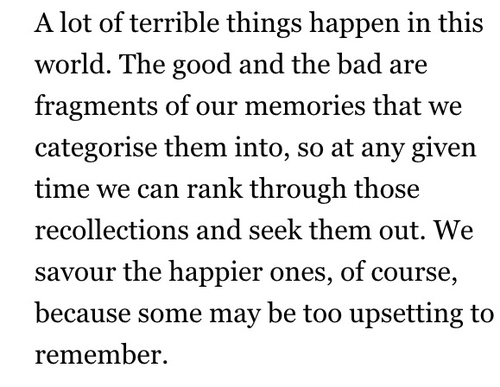 A lot of terrible things happen in this
world. The good and the bad are
fragments of our memories that we
categorise them into, so at any given
time we can rank through those
recollections and seek them out. We
savour the happier ones, of course,
because some may be too upsetting to
remember.